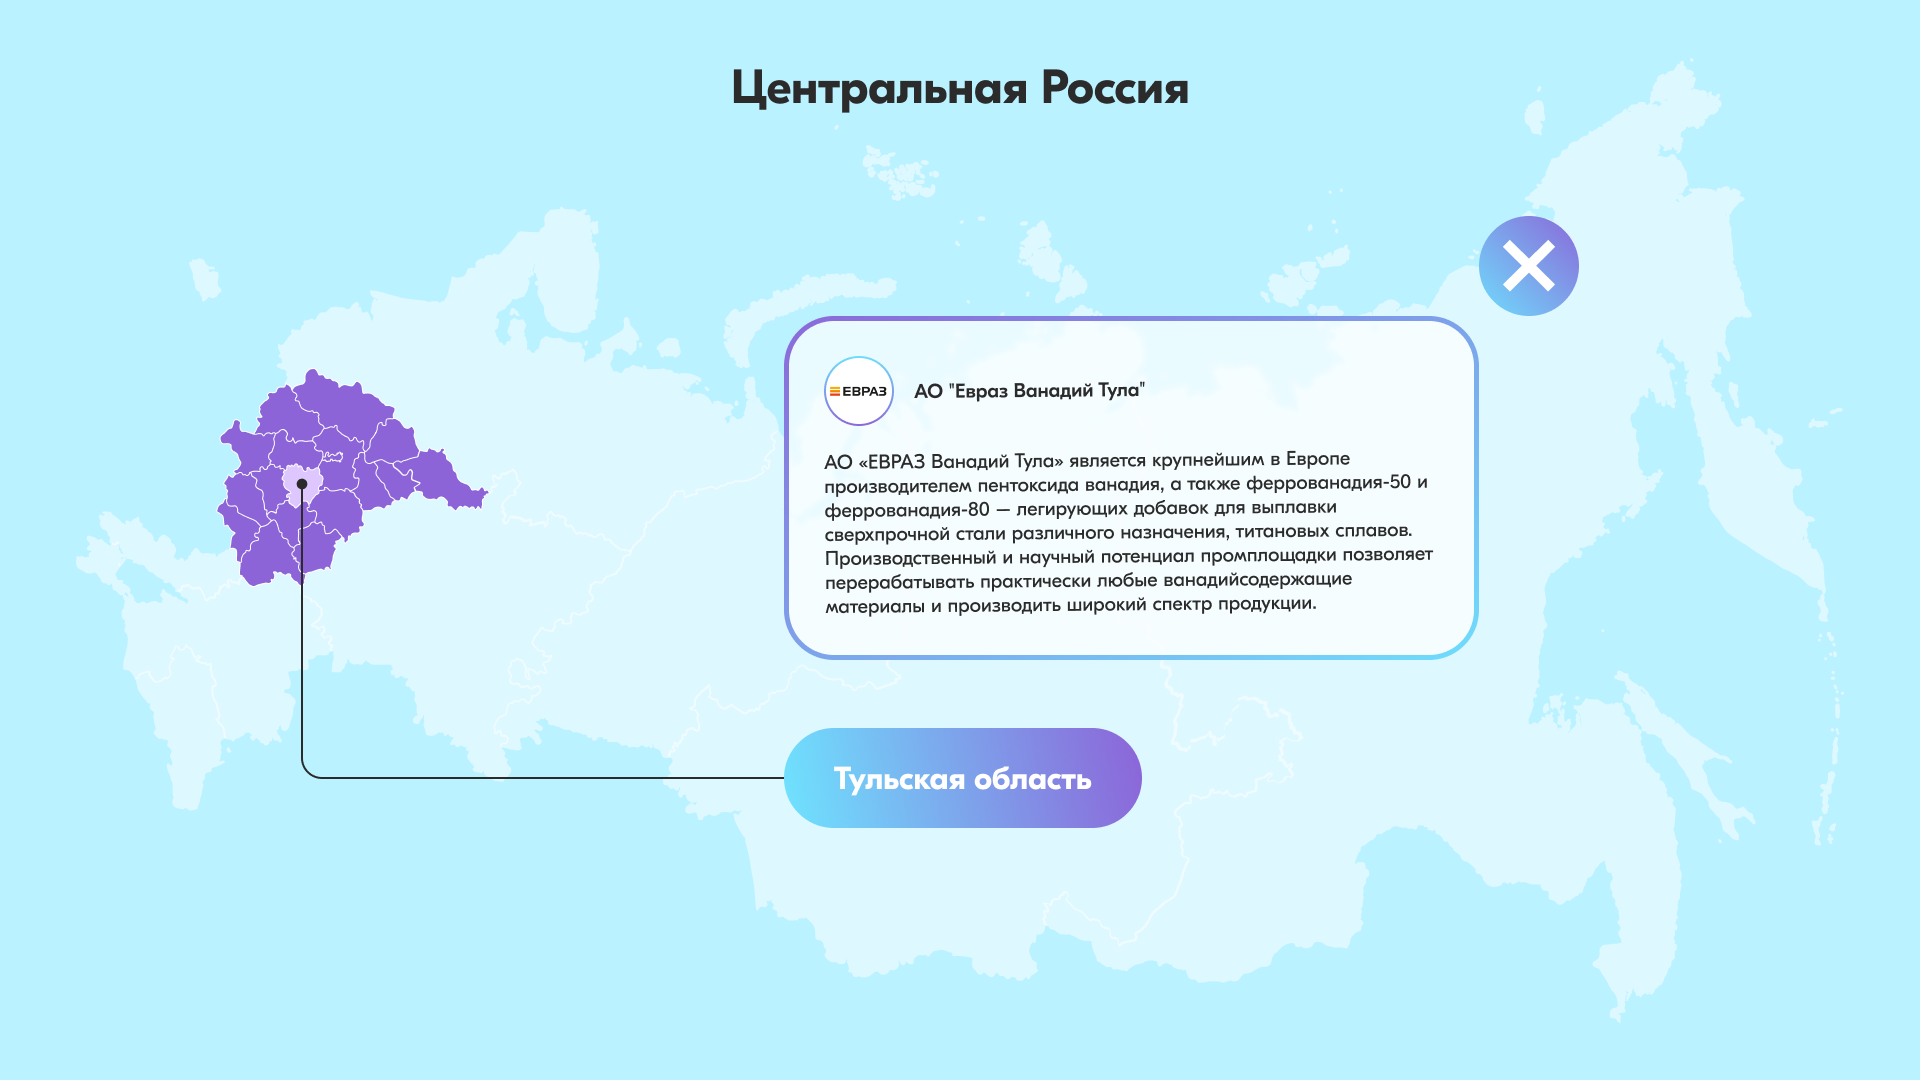 Центральная Россия
ЕВРАЗ
АО "Евраз Ванадий Тула"
АО «ЕВРАЗ Ванадий Тула» является крупнейшим в Европе
производителем пентоксида ванадия, а также феррованадия-50 и
феррованадия-80 – легирующих добавок для выплавки
сверхпрочной стали различного назначения, титановых сплавов.
Производственный и научный потенциал промплощадки позволяет
перерабатывать практически любые ванадийсодержащие
материалы и производить широкий спектр продукции.
Тульская область